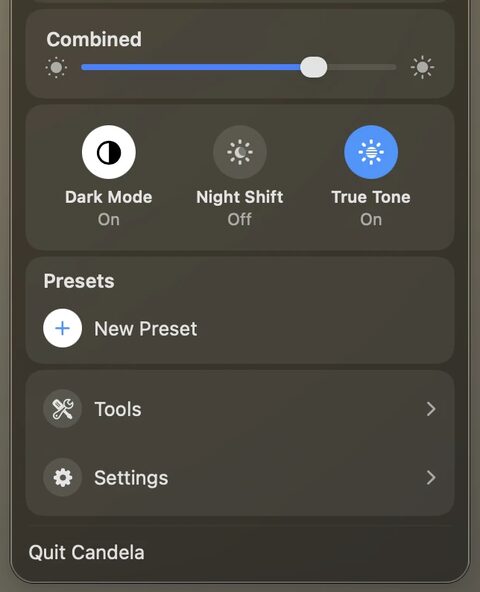 Combined
Dark Mode
On
Night Shift
Off
True Tone
On
Presets
New Preset
Tools
Settings
Quit Candela